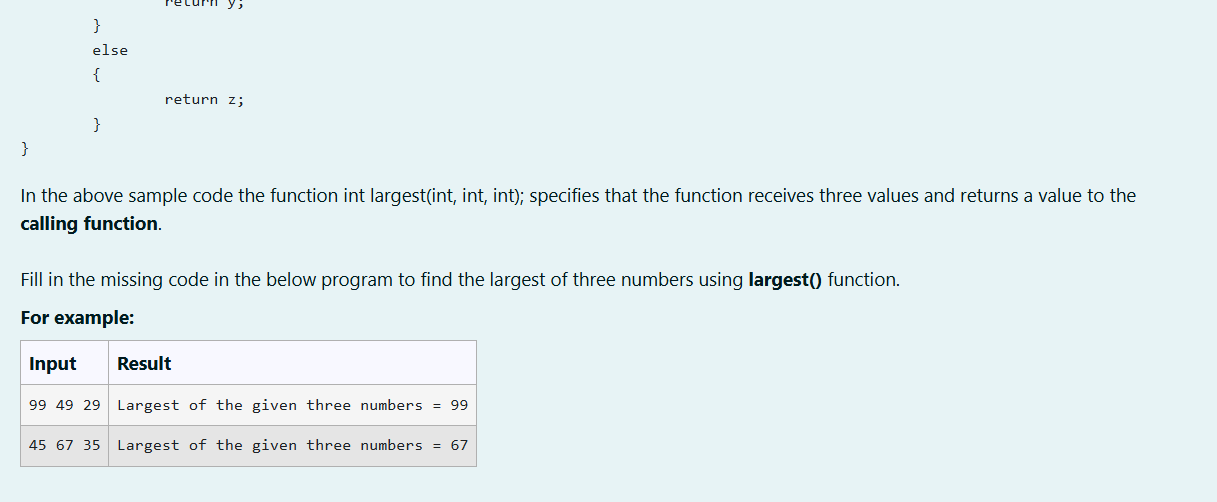 return y;
}
else
{
return z;
}
}
In the above sample code the function int largest(int, int, int); specifies that the function receives three values and returns a value to the
calling function.
Fill in the missing code in the below program to find the largest of three numbers using largest() function.
For example:
Input Result
99 49 29 Largest of the given three numbers = 99
45 67 35 Largest of the given three numbers = 67